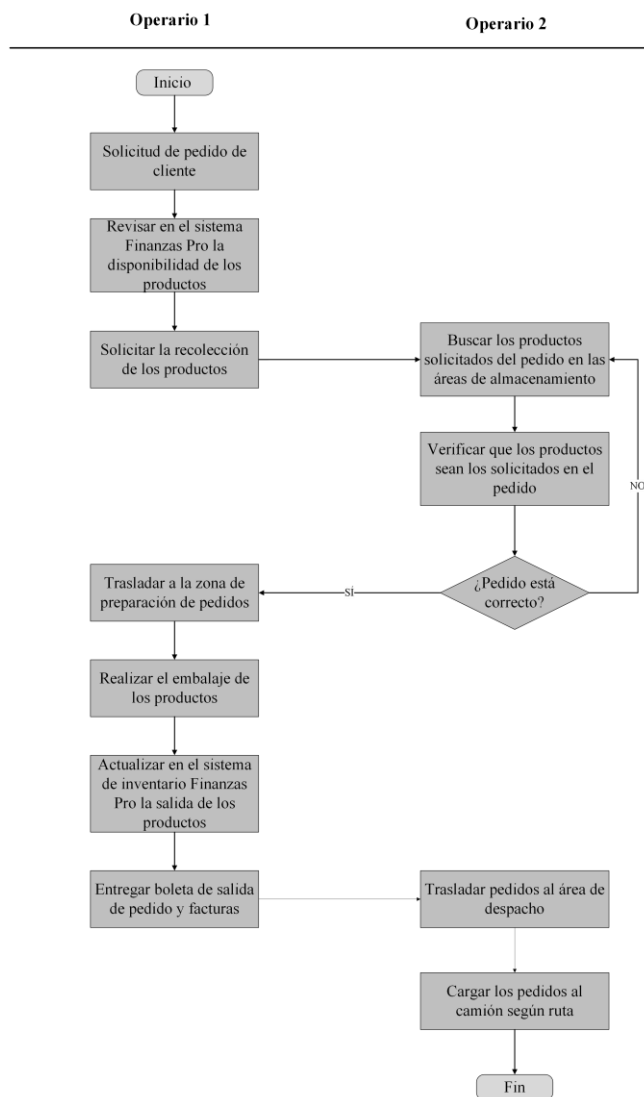 Operario 1
Operario 2
Inicio
Solicitud de pedido de
cliente
Revisar en el sistema
Finanzas Pro la
disponibilidad de los
productos
Solicitar la recolección
de los productos
Buscar los productos
solicitados del pedido en las
áreas de almacenamiento
Verificar que los productos
sean los solicitados en el
pedido
NO
¿Pedido está
correcto?
SÍ
Trasladar a la zona de
preparación de pedidos
Realizar el embalaje de
los productos
Actualizar en el sistema
de inventario Finanzas
Pro la salida de los
productos
Entregar boleta de salida
de pedido y facturas
Trasladar pedidos al área de
despacho
Cargar los pedidos al
camión según ruta
Fin